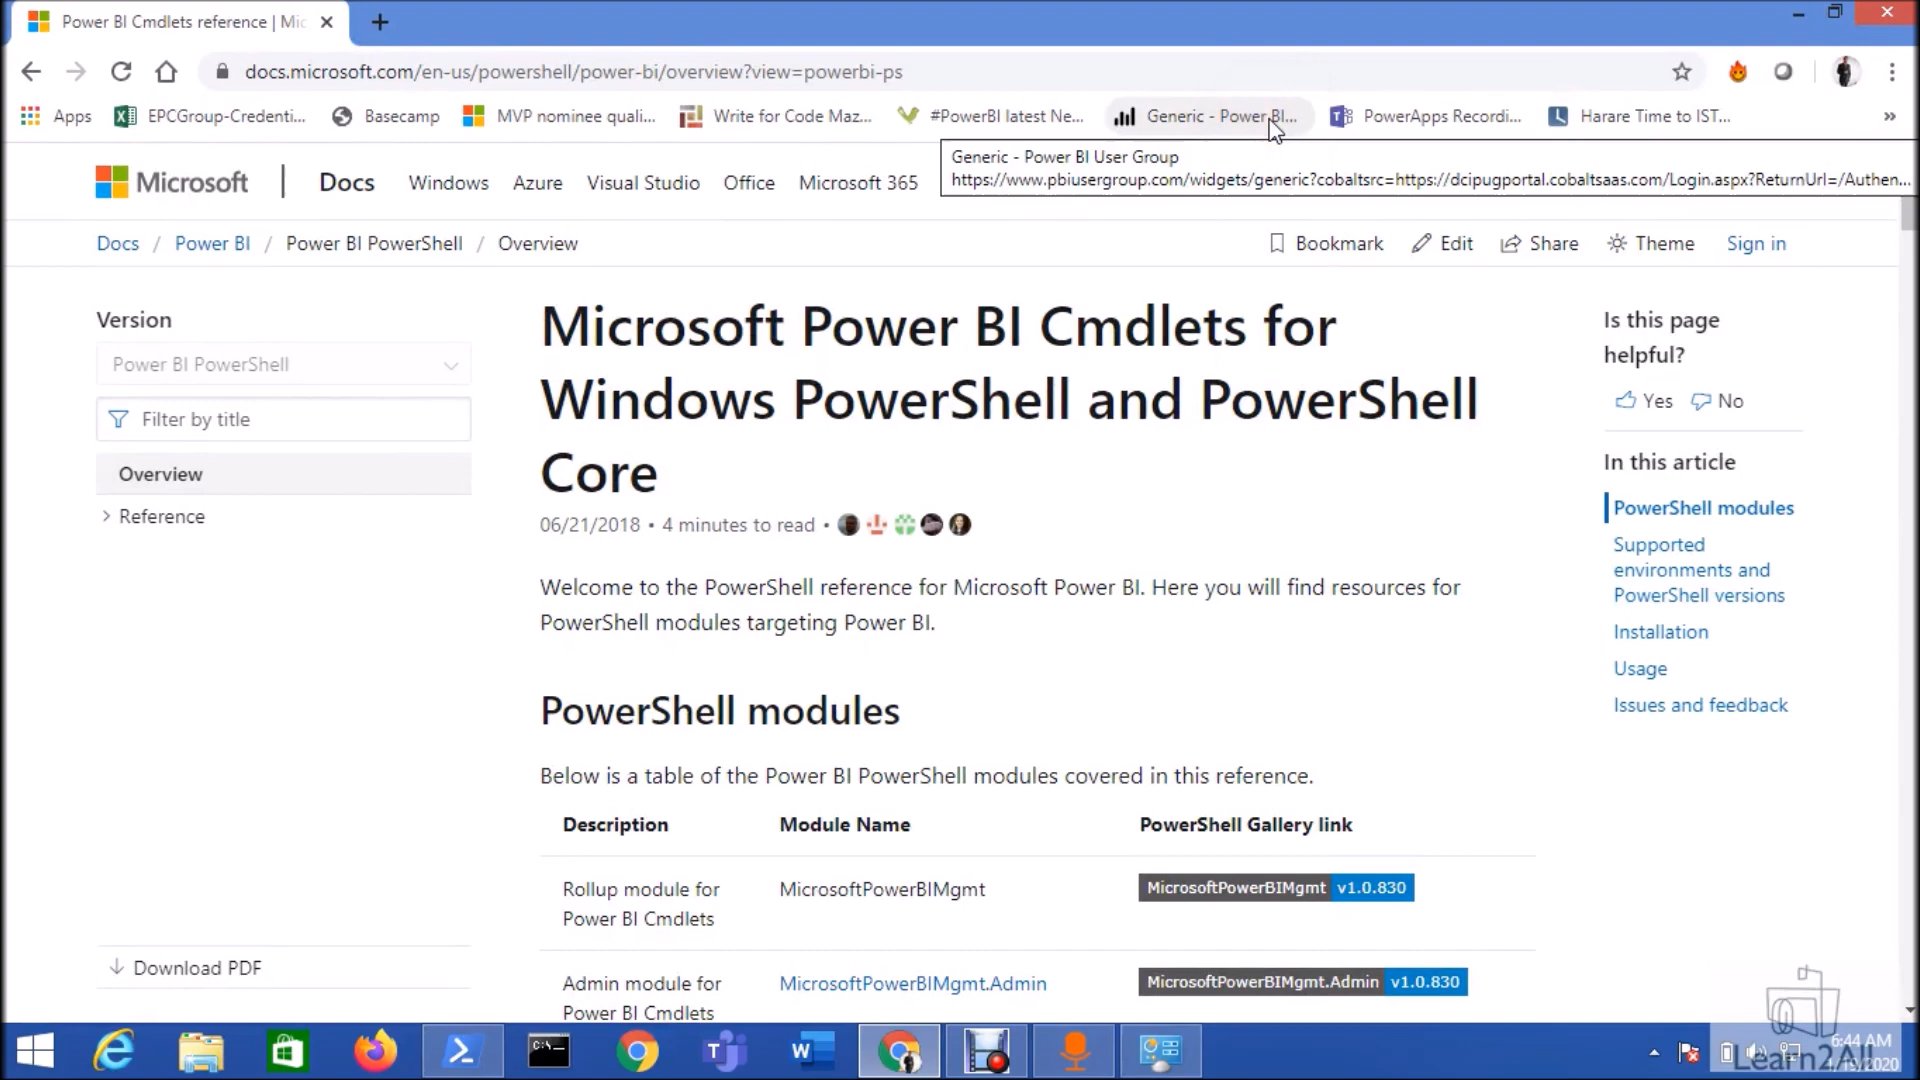 Power BI Cmdlets reference | Mic
docs.microsoft.com/en-us/powershell/power-bi/overview?view=powerbi-ps
Apps EPCGroup-Credenti... Basecamp MVP nominee quali... Write for Code Maz... #PowerBI latest Ne... Generic - Power BI... PowerApps Recordi... Harare Time to IST... »
Generic - Power BI User Group
https://www.pbiusergroup.com/widgets/generic?cobaltsrc=https://dcipugportal.cobaltsaas.com/Login.aspx?ReturnUrl=/Authen...
Microsoft | Docs Windows Azure Visual Studio Office Microsoft 365
Docs / Power BI / Power BI PowerShell / Overview
Bookmark Edit Share Theme Sign in
Version
Power BI PowerShell
Filter by title
Overview
Reference
Download PDF
Microsoft Power BI Cmdlets for
Windows PowerShell and PowerShell
Core
06/21/2018 • 4 minutes to read •
Welcome to the PowerShell reference for Microsoft Power BI. Here you will find resources for
PowerShell modules targeting Power BI.
PowerShell modules
Below is a table of the Power BI PowerShell modules covered in this reference.
Description Module Name PowerShell Gallery link
Rollup module for
Power BI Cmdlets
MicrosoftPowerBIMgmt
MicrosoftPowerBIMgmt v1.0.830
Admin module for
Power BI Cmdlets
MicrosoftPowerBIMgmt.Admin
MicrosoftPowerBIMgmt.Admin v1.0.830
Is this page
helpful?
Yes No
In this article
PowerShell modules
Supported
environments and
PowerShell versions
Installation
Usage
Issues and feedback
6:44 AM
1/19/2020
Learn2All